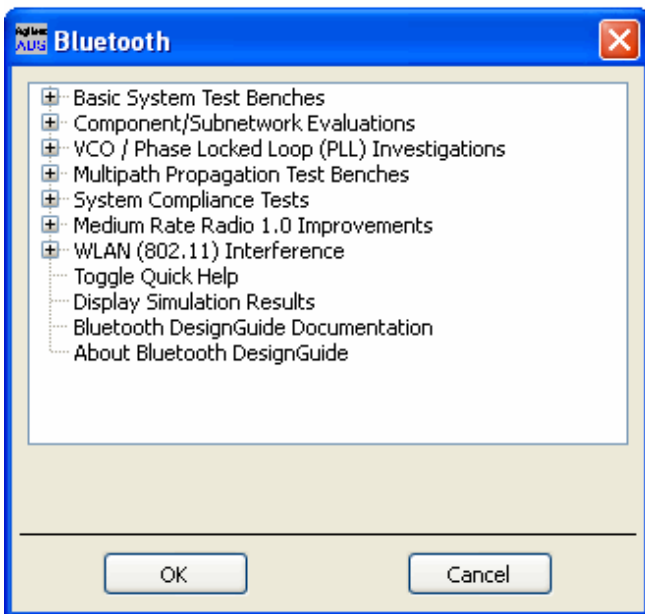 Agilent
ADS
Bluetooth
Basic System Test Benches
Component/Subnetwork Evaluations
VCO / Phase Locked Loop (PLL) Investigations
Multipath Propagation Test Benches
System Compliance Tests
Medium Rate Radio 1.0 Improvements
WLAN (802.11) Interference
Toggle Quick Help
Display Simulation Results
Bluetooth DesignGuide Documentation
About Bluetooth DesignGuide
OK Cancel